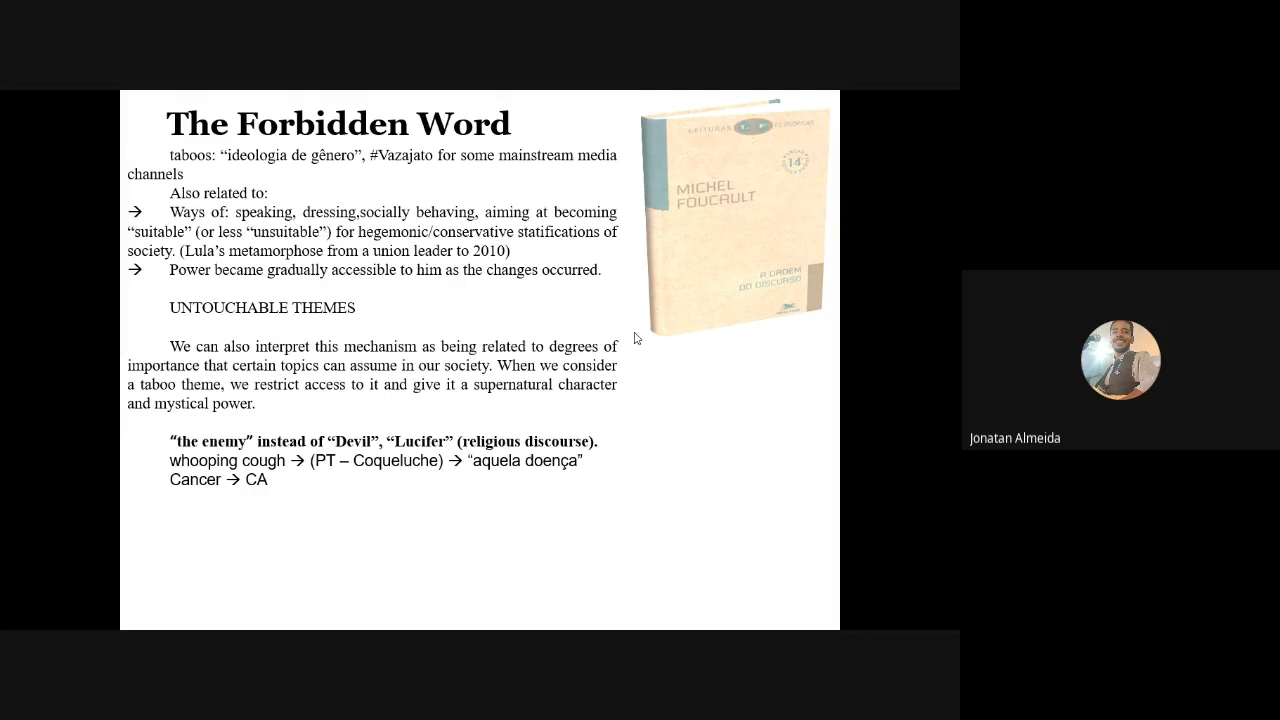 The Forbidden Word
taboos: “ideologia de gênero”, #Vazajato for some mainstream media
channels
Also related to:
→ Ways of: speaking, dressing,socially behaving, aiming at becoming
“suitable” (or less “unsuitable”) for hegemonic/conservative statifications of
society. (Lula’s metamorphose from a union leader to 2010)
→ Power became gradually accessible to him as the changes occurred.
UNTOUCHABLE THEMES
We can also interpret this mechanism as being related to degrees of
importance that certain topics can assume in our society. When we consider
a taboo theme, we restrict access to it and give it a supernatural character
and mystical power.
“the enemy” instead of “Devil”, “Lucifer” (religious discourse).
whooping cough → (PT – Coqueluche) → “aquela doença”
Cancer → CA
LEITURAS
14
MICHEL
FOUCAULT
A ORDEM
DO DISCURSO
Jonatan Almeida